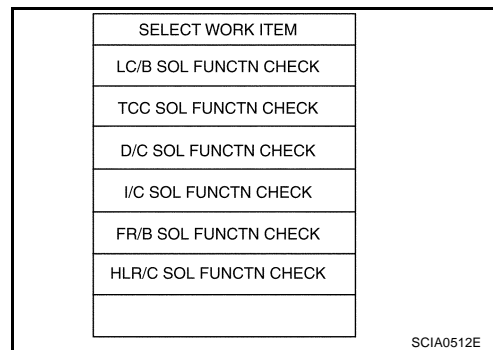 SELECT WORK ITEM
LC/B SOL FUNCTN CHECK
TCC SOL FUNCTN CHECK
D/C SOL FUNCTN CHECK
I/C SOL FUNCTN CHECK
FR/B SOL FUNCTN CHECK
HLR/C SOL FUNCTN CHECK
SCIA0512E